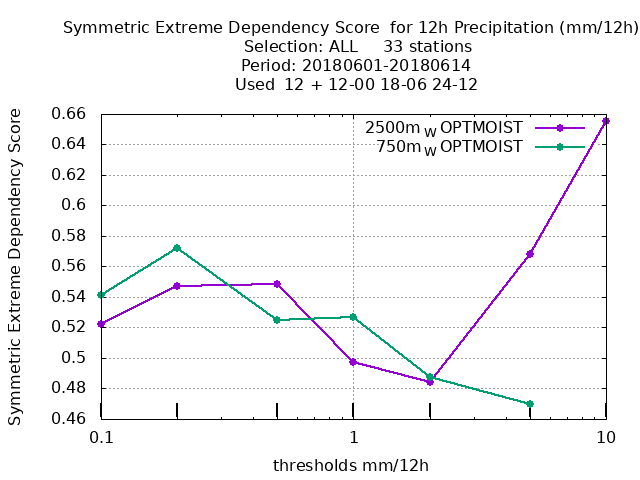 Symmetric Extreme Dependency Score  for 12h Precipitation (mm/12h)
Selection: ALL     33 stations
Period: 20180601-20180614
Used  12 + 12-00 18-06 24-12
Symmetric Extreme Dependency Score
0.66
0.64
0.62
0.6
0.58
0.56
0.54
0.52
0.5
0.48
0.46
2500m W OPTMOIST
750m W OPTMOIST
0.1
1
10
thresholds mm/12h